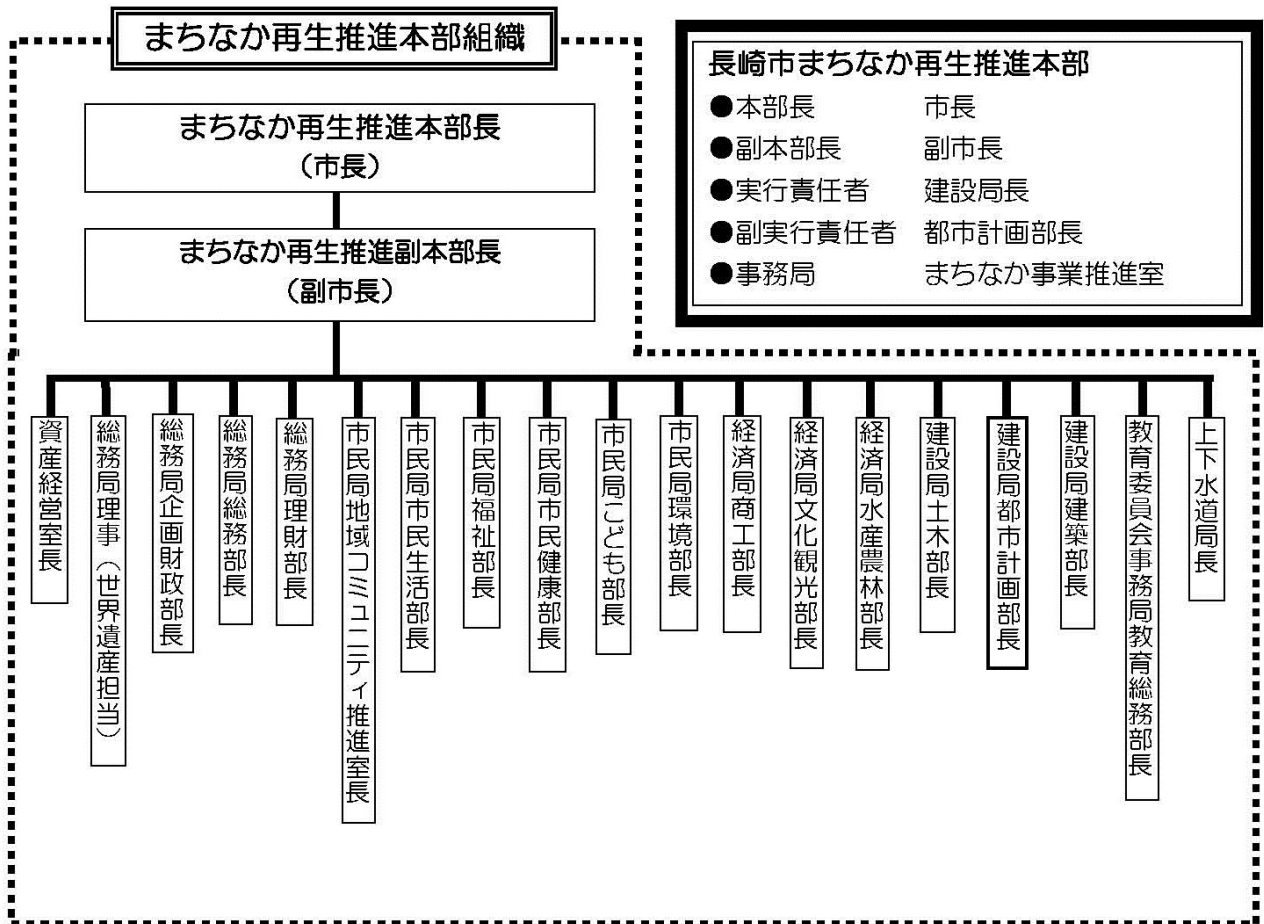 まちなか再生推進本部組織
まちなか再生推進本部長
（市長）
まちなか再生推進副本部長
（副市長）
長崎市まちなか再生推進本部
●本部長 市長
●副本部長 副市長
●実行責任者 建設局長
●副実行責任者 都市計画部長
●事務局 まちなか事業推進室
資産経営室長
総務局理事（世界遺産担当）
総務局企画財政部長
総務局総務部長
総務局理財部長
市民局地域コミュニティ推進室長
市民局市民生活部長
市民局福祉部長
市民局市民健康部長
市民局こども部長
市民局環境部長
経済局商工部長
経済局文化観光部長
経済局水産農林部長
建設局土木部長
建設局都市計画部長
建設局建築部長
教育委員会事務局教育総務部長
上下水道局長